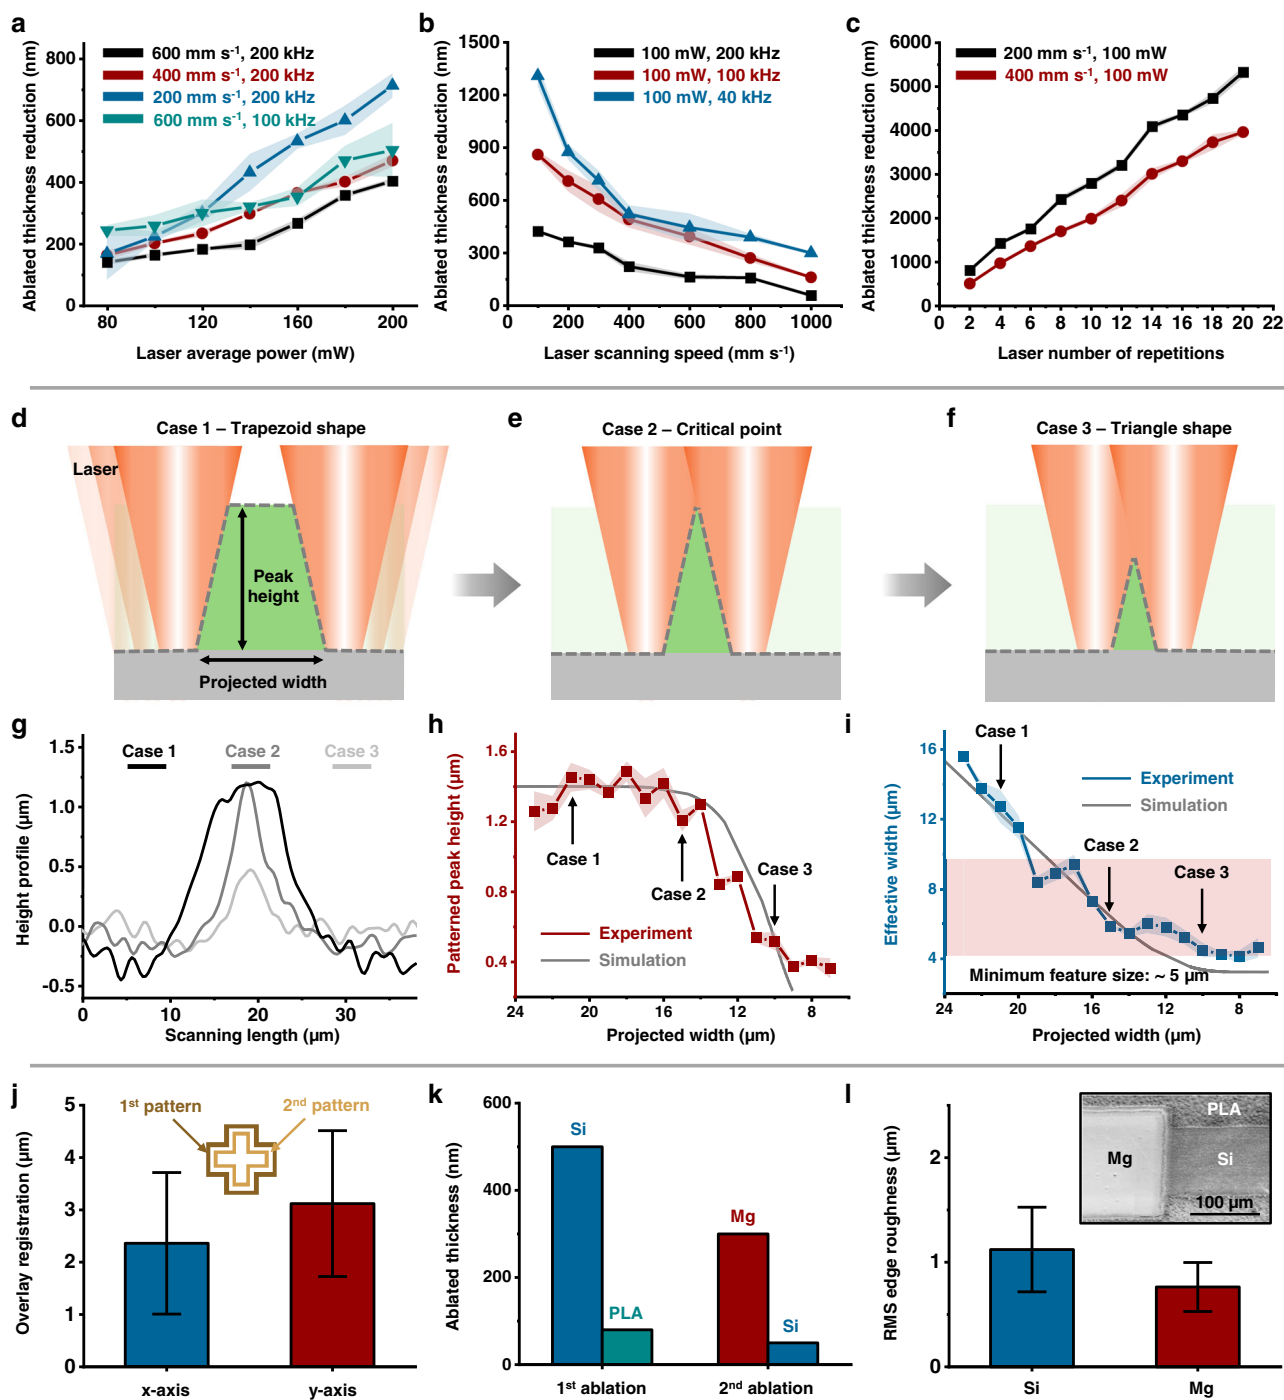 a
Ablated thickness reduction (nm)
800
600
400
200
0
600 mm s⁻¹, 200 kHz
400 mm s⁻¹, 200 kHz
200 mm s⁻¹, 200 kHz
600 mm s⁻¹, 100 kHz
80 120 160 200
Laser average power (mW)
b
Ablated thickness reduction (nm)
1500
1200
900
600
300
0
100 mW, 200 kHz
100 mW, 100 kHz
100 mW, 40 kHz
0 200 400 600 800 1000
Laser scanning speed (mm s⁻¹)
c
Ablated thickness reduction (nm)
6000
5000
4000
3000
2000
1000
0
200 mm s⁻¹, 100 mW
400 mm s⁻¹, 100 mW
0 2 4 6 8 10 12 14 16 18 20 22
Laser number of repetitions
d
Case 1 – Trapezoid shape
Laser
Peak
height
Projected width
e
Case 2 – Critical point
f
Case 3 – Triangle shape
g
Height profile (μm)
1.5
1.0
0.5
0.0
-0.5
Case 1 Case 2 Case 3
0 10 20 30
Scanning length (μm)
h
Patterned peak height (μm)
1.6
1.2
0.8
0.4
Case 1
Case 2
Case 3
Experiment
Simulation
24 20 16 12 8
Projected width (μm)
i
Effective width (μm)
16
12
8
4
Case 1
Experiment
Simulation
Case 2
Case 3
Minimum feature size: ~ 5 μm
24 20 16 12 8
Projected width (μm)
j
Overlay registration (μm)
5
4
3
2
1
0
1st pattern
2nd pattern
x-axis y-axis
k
Ablated thickness (nm)
600
400
200
0
Si
PLA
Mg
Si
1st ablation 2nd ablation
l
RMS edge roughness (μm)
2
1
0
PLA
Mg
Si
100 μm
Si Mg